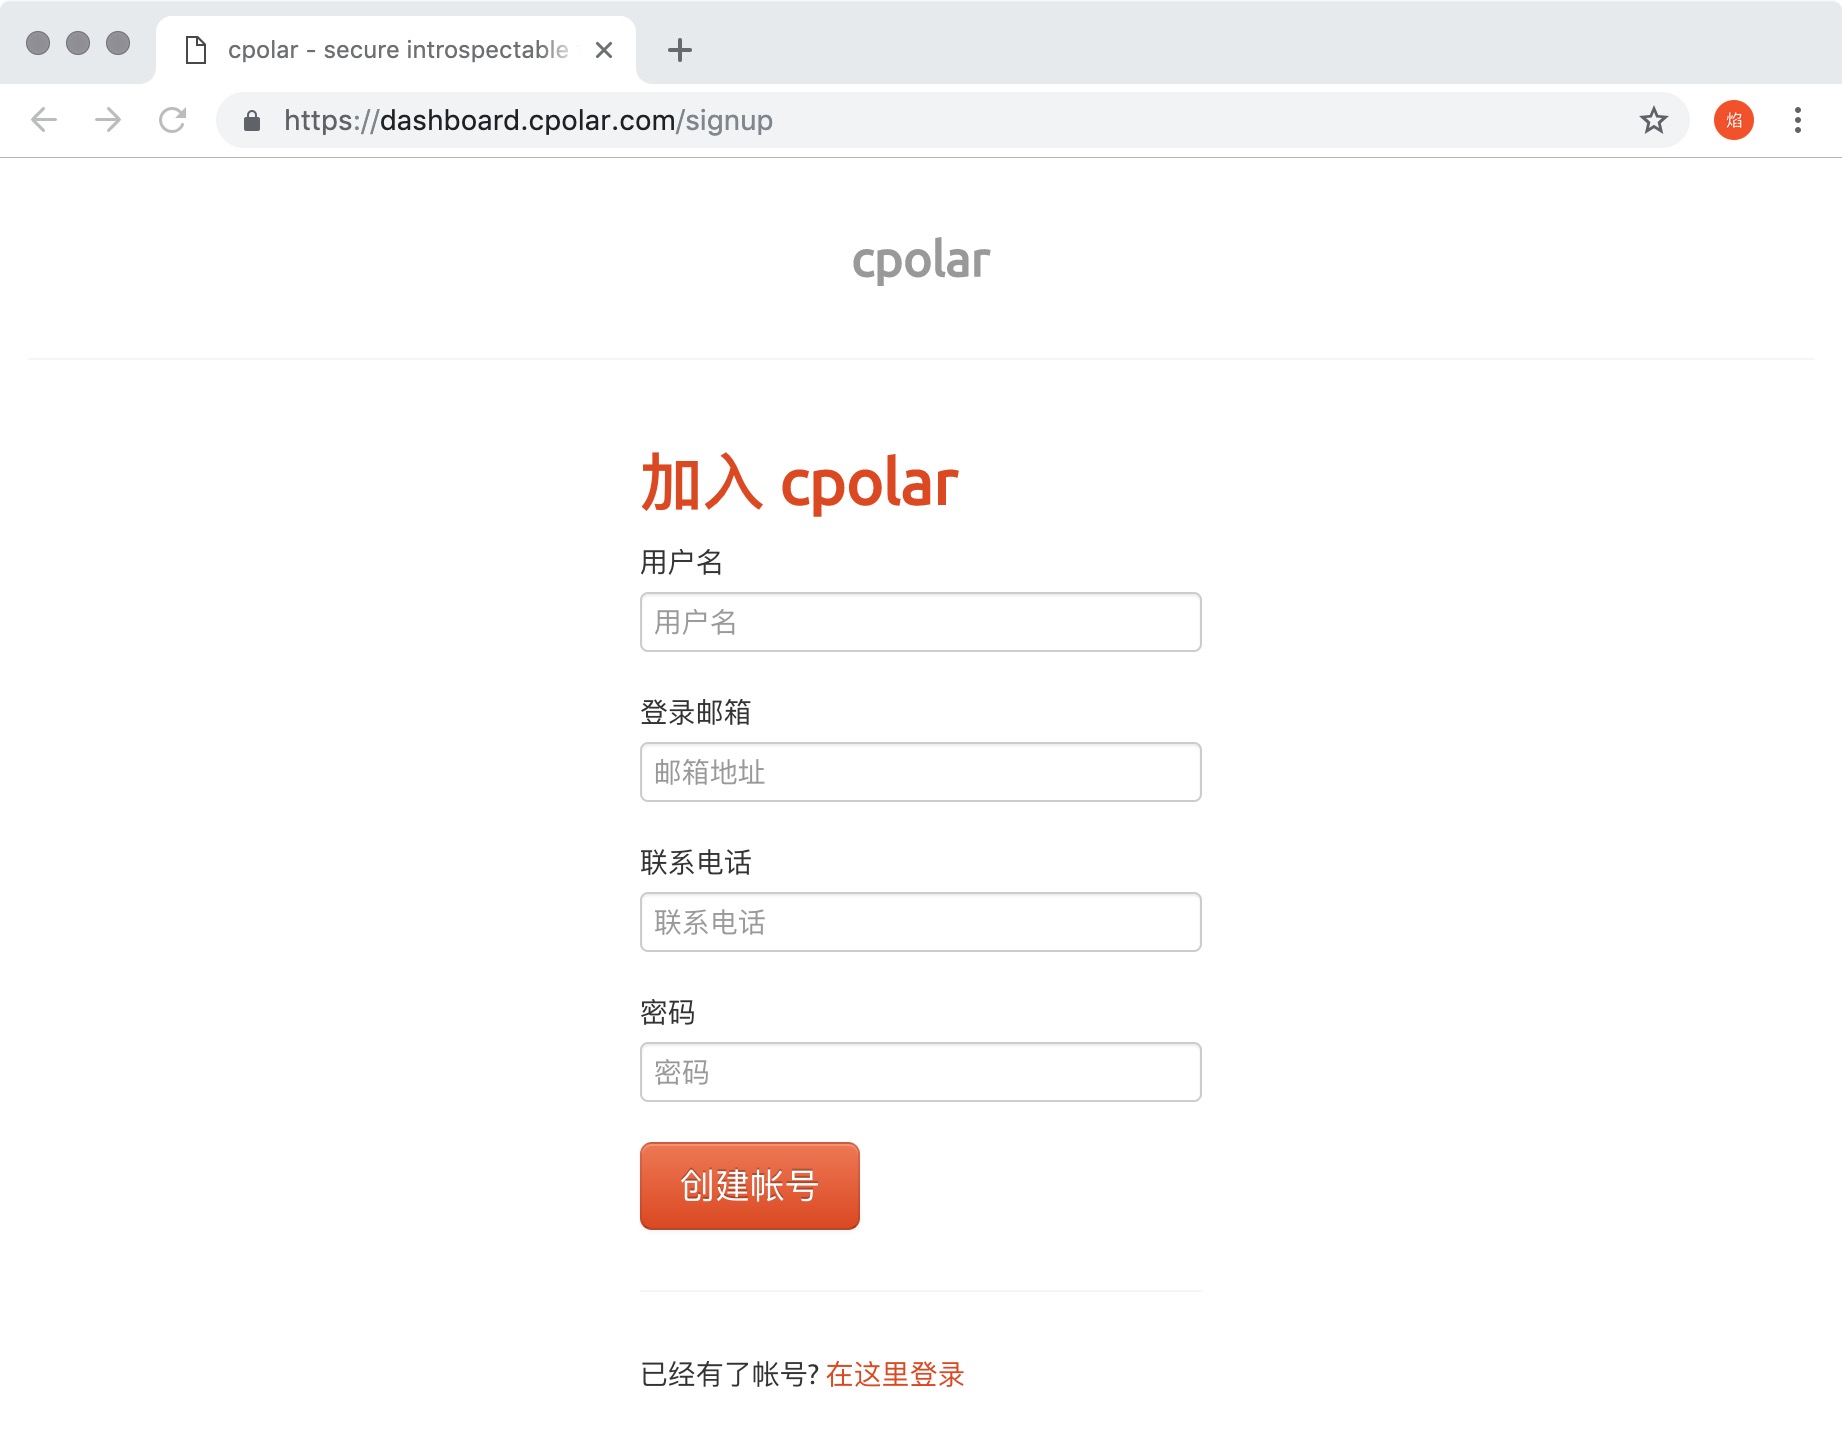 cpolar - secure introspectable
https://dashboard.cpolar.com/signup
焰
cpolar
加入 cpolar
用户名
用户名
登录邮箱
邮箱地址
联系电话
联系电话
密码
密码
创建帐号
已经有了帐号? 在这里登录